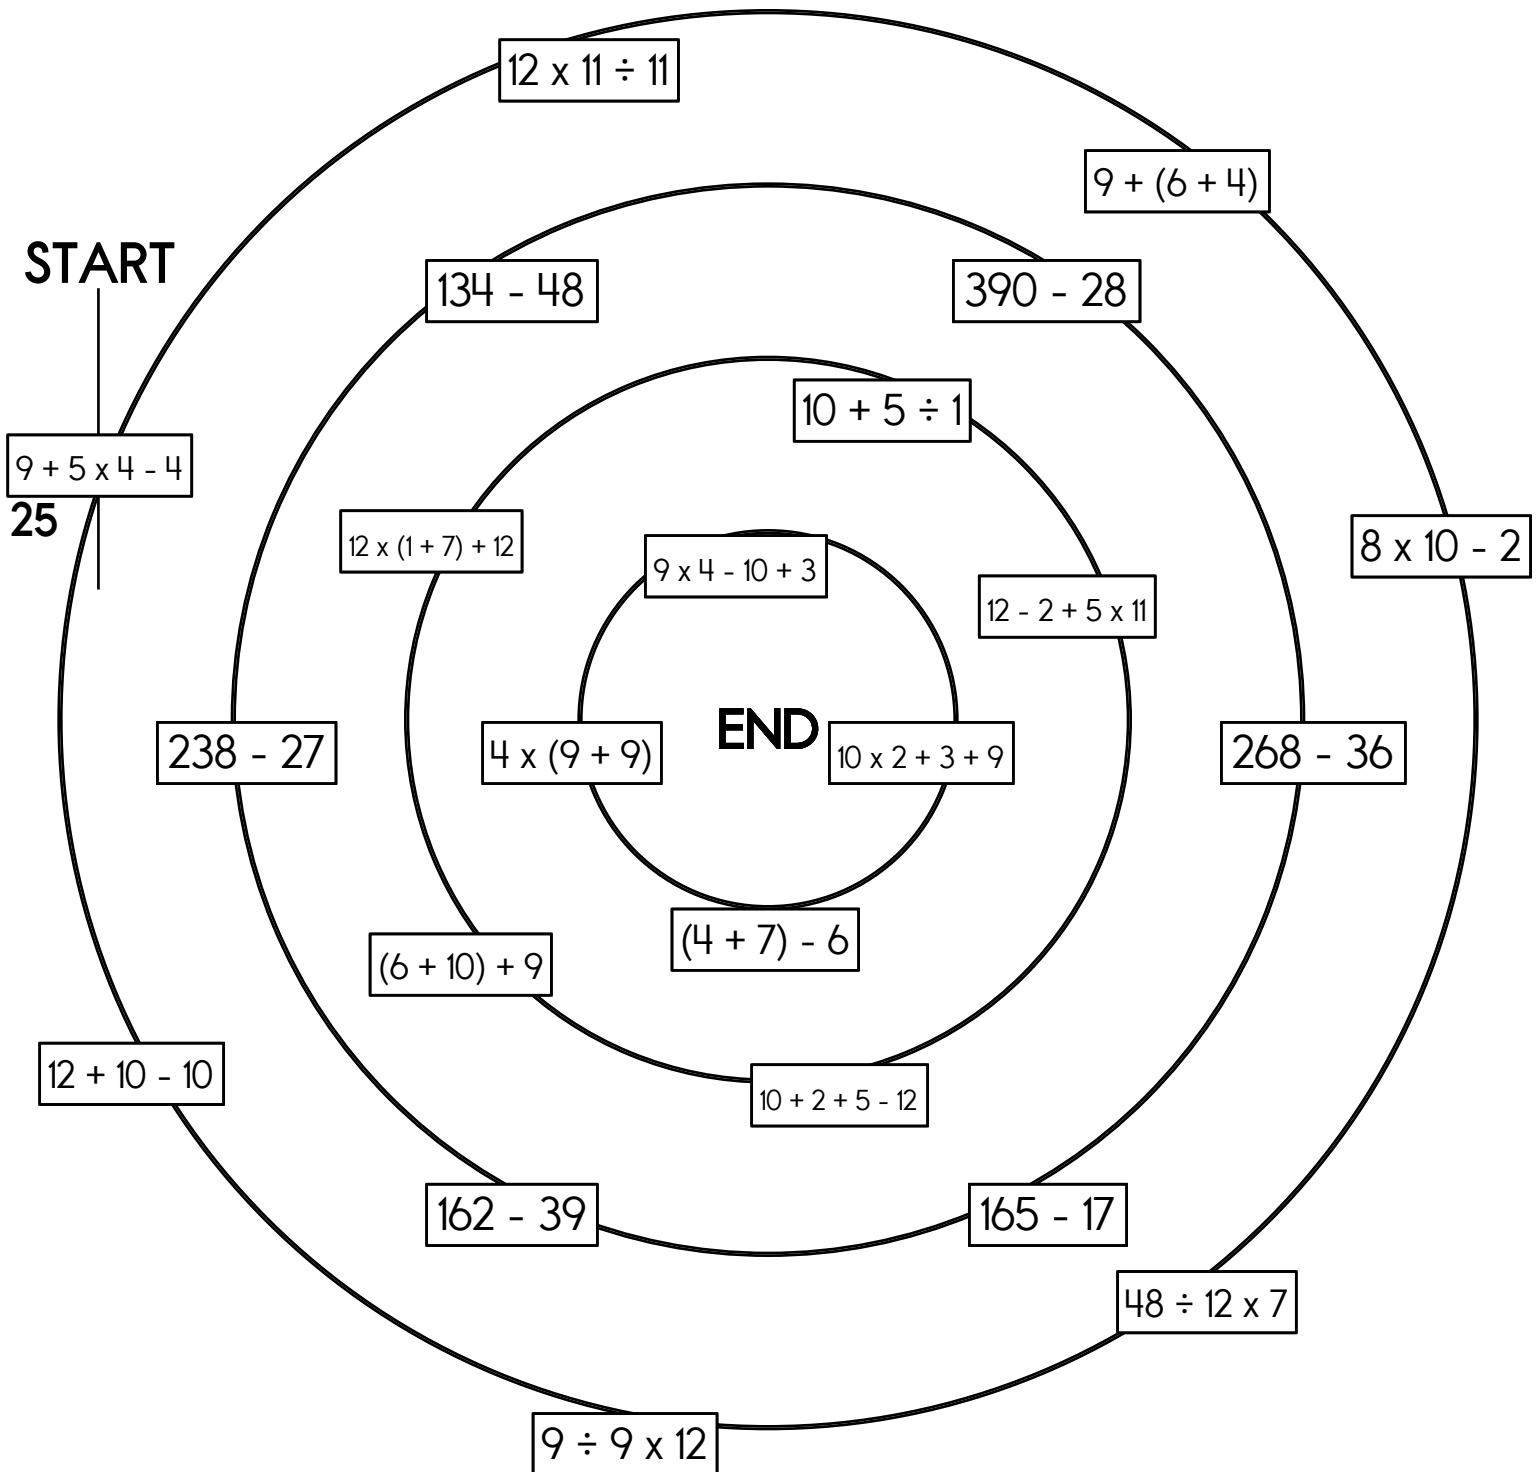 12 x 11 ÷ 11
9 + (6 + 4)
START
134 - 48
390 - 28
10 + 5 ÷ 1
9 + 5 x 4 - 4
25
12 x (1 + 7) + 12
8 x 10 - 2
9 x 4 - 10 + 3
12 - 2 + 5 x 11
238 - 27
4 x (9 + 9)
END
10 x 2 + 3 + 9
268 - 36
(4 + 7) - 6
(6 + 10) + 9
12 + 10 - 10
10 + 2 + 5 - 12
162 - 39
165 - 17
48 ÷ 12 x 7
9 ÷ 9 x 12